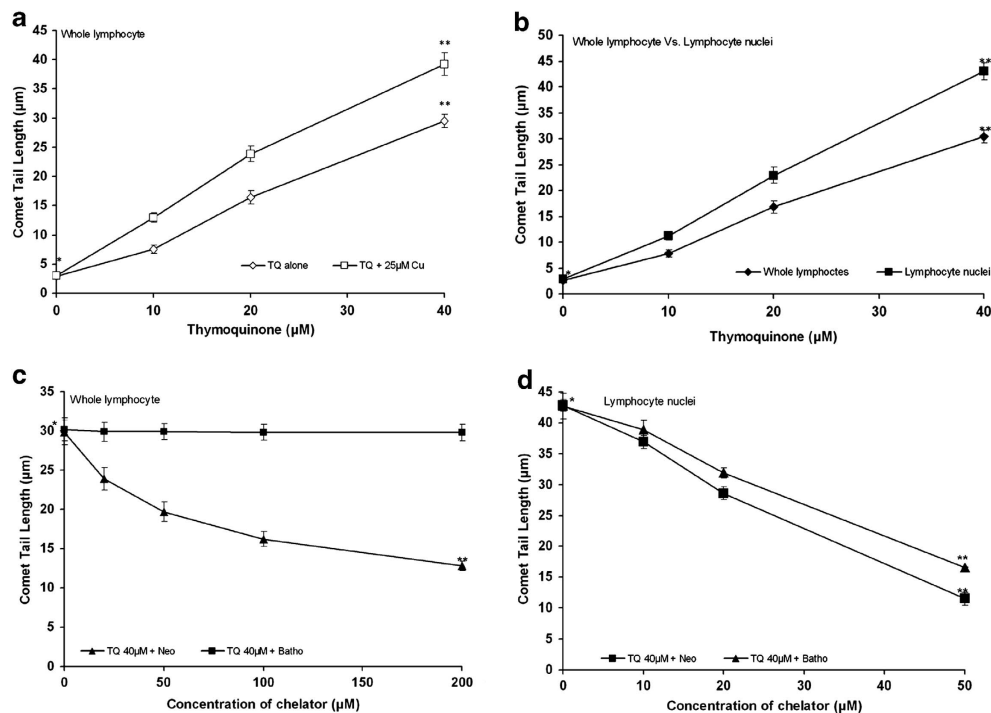 a
Whole lymphocyte
Comet Tail Length (µm)
45
40
35
30
25
20
15
10
5
0
**
**
*
TQ alone
TQ + 25µM Cu
0 10 20 30 40
Thymoquinone (µM)
b
Whole lymphocyte Vs. Lymphocyte nuclei
Comet Tail Length (µm)
50
45
40
35
30
25
20
15
10
5
0
**
**
*
Whole lymphoctes
Lymphocyte nuclei
0 10 20 30 40
Thymoquinone (µM)
c
Whole lymphocyte
Comet Tail Length (µm)
35
30
25
20
15
10
5
0
*
**
TQ 40µM + Neo
TQ 40µM + Batho
0 50 100 150 200
Concentration of chelator (µM)
d
Lymphocyte nuclei
Comet Tail Length (µm)
45
40
35
30
25
20
15
10
5
0
*
**
**
TQ 40µM + Neo
TQ 40µM + Batho
0 10 20 30 40 50
Concentration of chelator (µM)